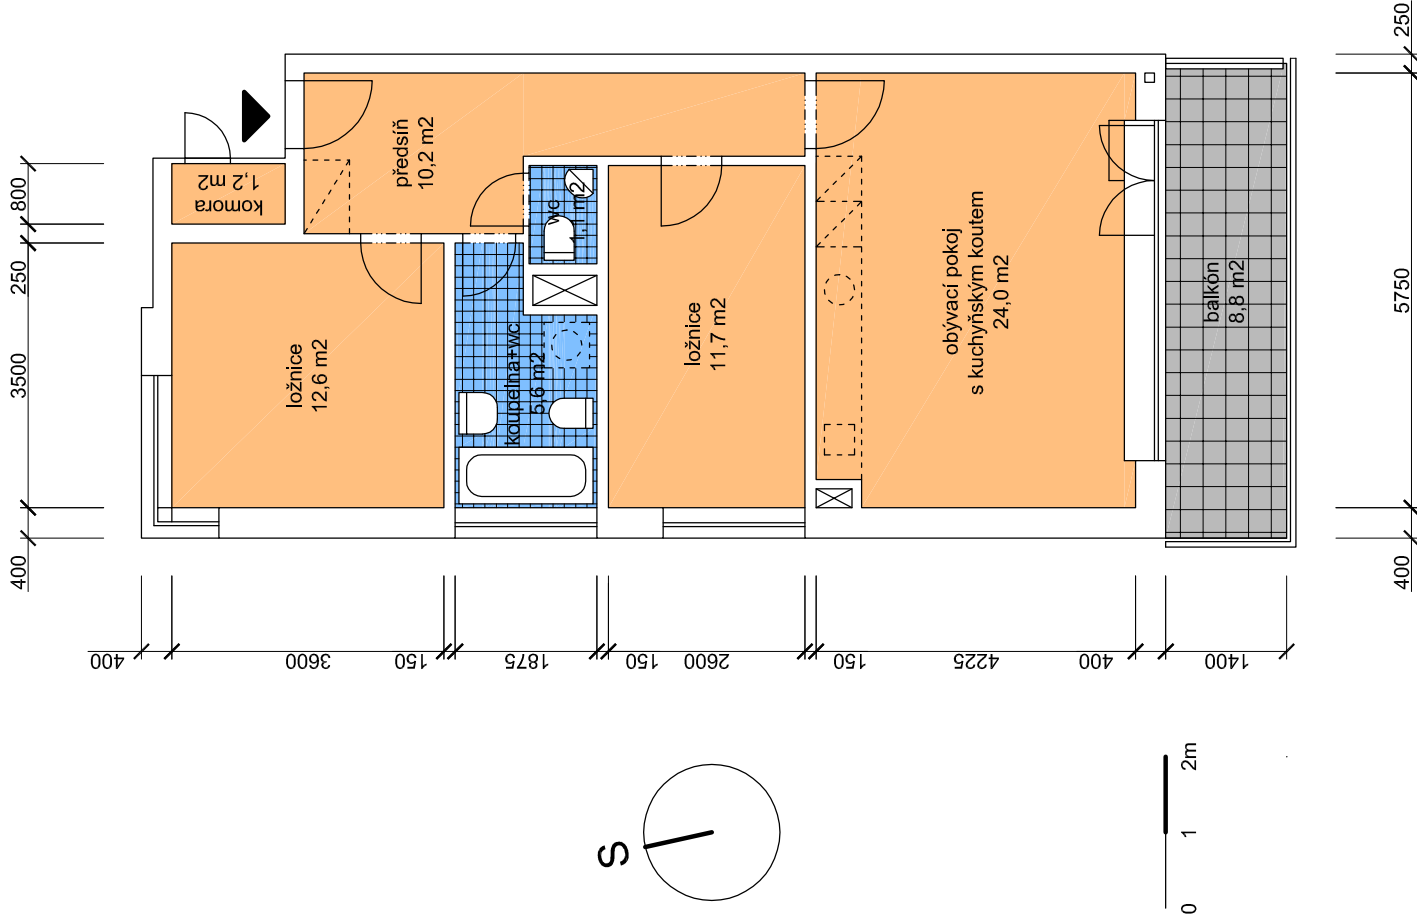 komora
1,2 m2
předsíň
10,2 m2
wc
1,1 m2
ložnice
12,6 m2
koupelna+wc
5,6 m2
ložnice
11,7 m2
obývací pokoj
s kuchyňským koutem
24,0 m2
balkón
8,8 m2
800
250
3500
400
250
5750
400
400
3600
150
1875
150
2600
150
4225
400
1400
S
0
1
2m